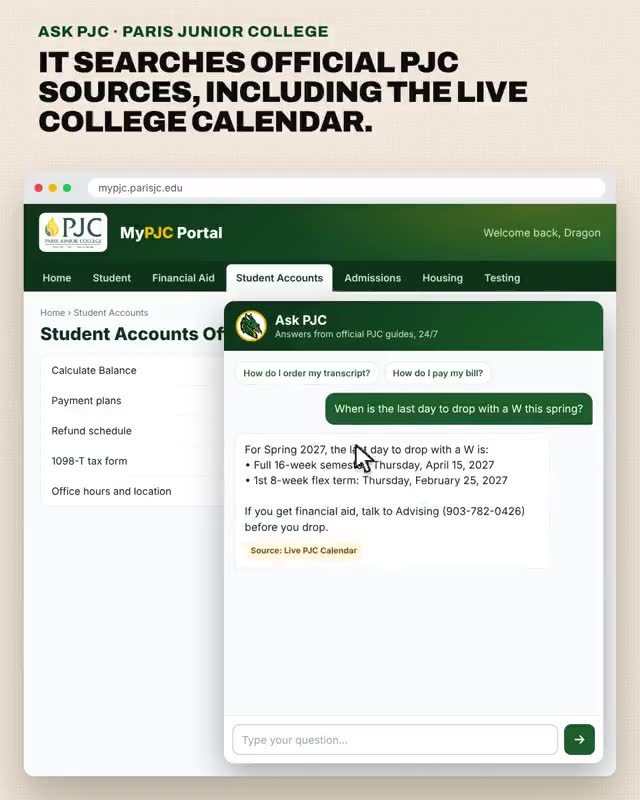 ASK PJC · PARIS JUNIOR COLLEGE
IT SEARCHES OFFICIAL PJC
SOURCES, INCLUDING THE LIVE
COLLEGE CALENDAR.
mypjc.parisjc.edu
PJC
PARIS JUNIOR COLLEGE
MyPJC Portal
Welcome back, Dragon
Home
Student
Financial Aid
Student Accounts
Admissions
Housing
Testing
Home › Student Accounts
Student Accounts Of
Calculate Balance
Payment plans
Refund schedule
1098-T tax form
Office hours and location
Ask PJC
Answers from official PJC guides, 24/7
How do I order my transcript?
How do I pay my bill?
When is the last day to drop with a W this spring?
For Spring 2027, the last day to drop with a W is:
• Full 16-week semester: Thursday, April 15, 2027
• 1st 8-week flex term: Thursday, February 25, 2027
If you get financial aid, talk to Advising (903-782-0426)
before you drop.
Source: Live PJC Calendar
Type your question...